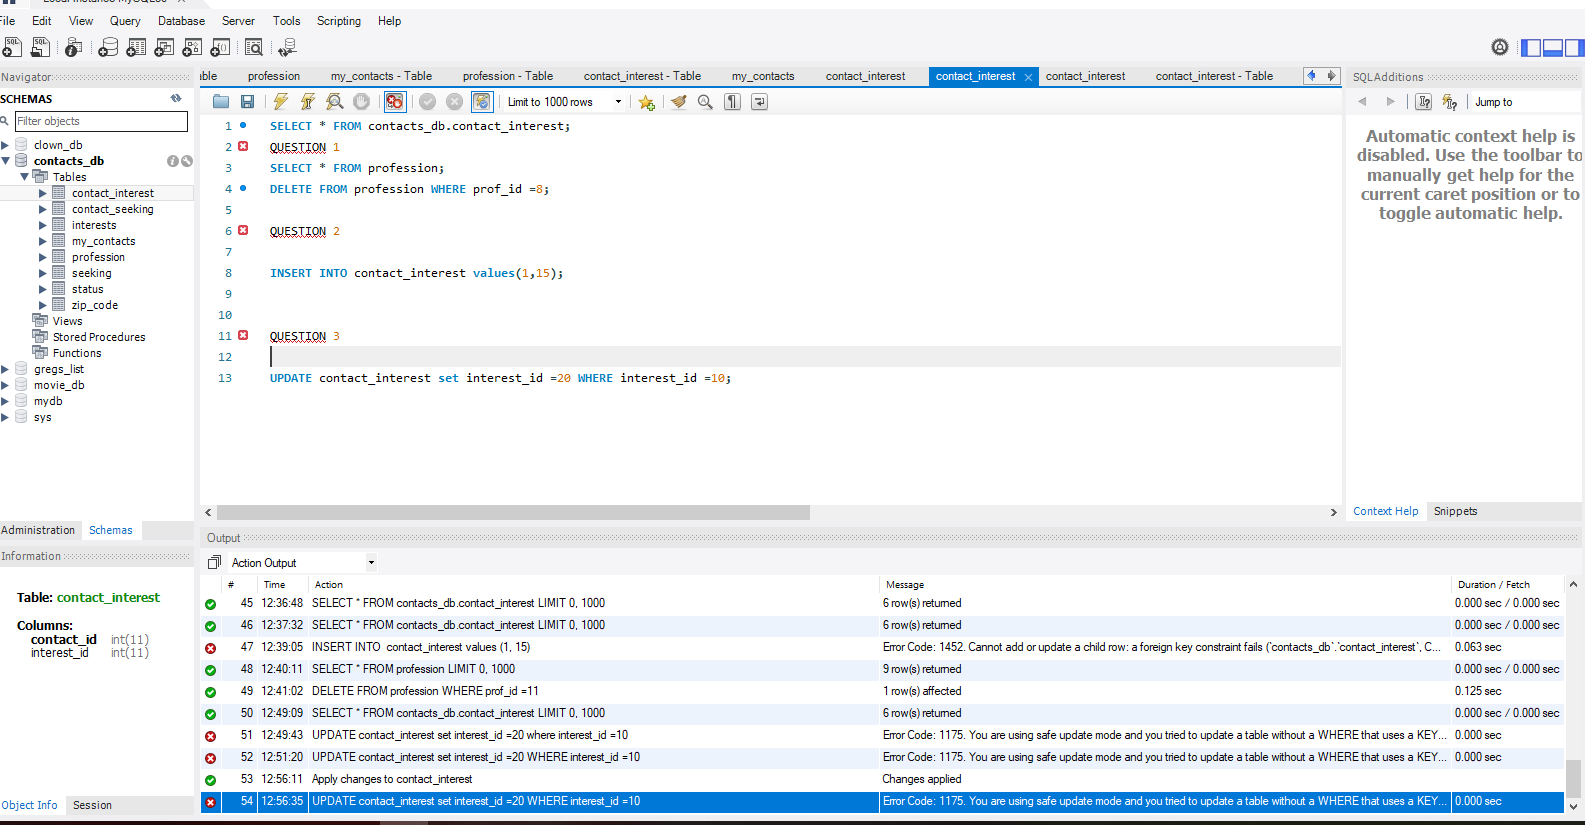 File Edit View Query Database Server Tools Scripting Help
Navigator
SCHEMAS
Filter objects
clown_db
contacts_db
Tables
contact_interest
contact_seeking
interests
my_contacts
profession
seeking
status
zip_code
Views
Stored Procedures
Functions
gregs_list
movie_db
mydb
sys
Administration Schemas
Information
Table: contact_interest
Columns:
contact_id int(11)
interest_id int(11)
Object Info Session
able profession my_contacts - Table profession - Table contact_interest - Table my_contacts contact_interest contact_interest contact_interest contact_interest - Table
Limit to 1000 rows
1 SELECT * FROM contacts_db.contact_interest;
2 QUESTION 1
3 SELECT * FROM profession;
4 DELETE FROM profession WHERE prof_id =8;
5
6 QUESTION 2
7
8 INSERT INTO contact_interest values(1,15);
9
10
11 QUESTION 3
12
13 UPDATE contact_interest set interest_id =20 WHERE interest_id =10;
SQLAdditions
Jump to
Automatic context help is
disabled. Use the toolbar to
manually get help for the
current caret position or to
toggle automatic help.
Context Help Snippets
Output
Action Output
# Time Action Message Duration / Fetch
45 12:36:48 SELECT * FROM contacts_db.contact_interest LIMIT 0, 1000 6 row(s) returned 0.000 sec / 0.000 sec
46 12:37:32 SELECT * FROM contacts_db.contact_interest LIMIT 0, 1000 6 row(s) returned 0.000 sec / 0.000 sec
47 12:39:05 INSERT INTO contact_interest values (1, 15) Error Code: 1452. Cannot add or update a child row: a foreign key constraint fails (`contacts_db`.`contact_interest`, C... 0.063 sec
48 12:40:11 SELECT * FROM profession LIMIT 0, 1000 9 row(s) returned 0.000 sec / 0.000 sec
49 12:41:02 DELETE FROM profession WHERE prof_id =11 1 row(s) affected 0.125 sec
50 12:49:09 SELECT * FROM contacts_db.contact_interest LIMIT 0, 1000 6 row(s) returned 0.000 sec / 0.000 sec
51 12:49:43 UPDATE contact_interest set interest_id =20 where interest_id =10 Error Code: 1175. You are using safe update mode and you tried to update a table without a WHERE that uses a KEY... 0.000 sec
52 12:51:20 UPDATE contact_interest set interest_id =20 WHERE interest_id =10 Error Code: 1175. You are using safe update mode and you tried to update a table without a WHERE that uses a KEY... 0.000 sec
53 12:56:11 Apply changes to contact_interest Changes applied
54 12:56:35 UPDATE contact_interest set interest_id =20 WHERE interest_id =10 Error Code: 1175. You are using safe update mode and you tried to update a table without a WHERE that uses a KEY... 0.000 sec